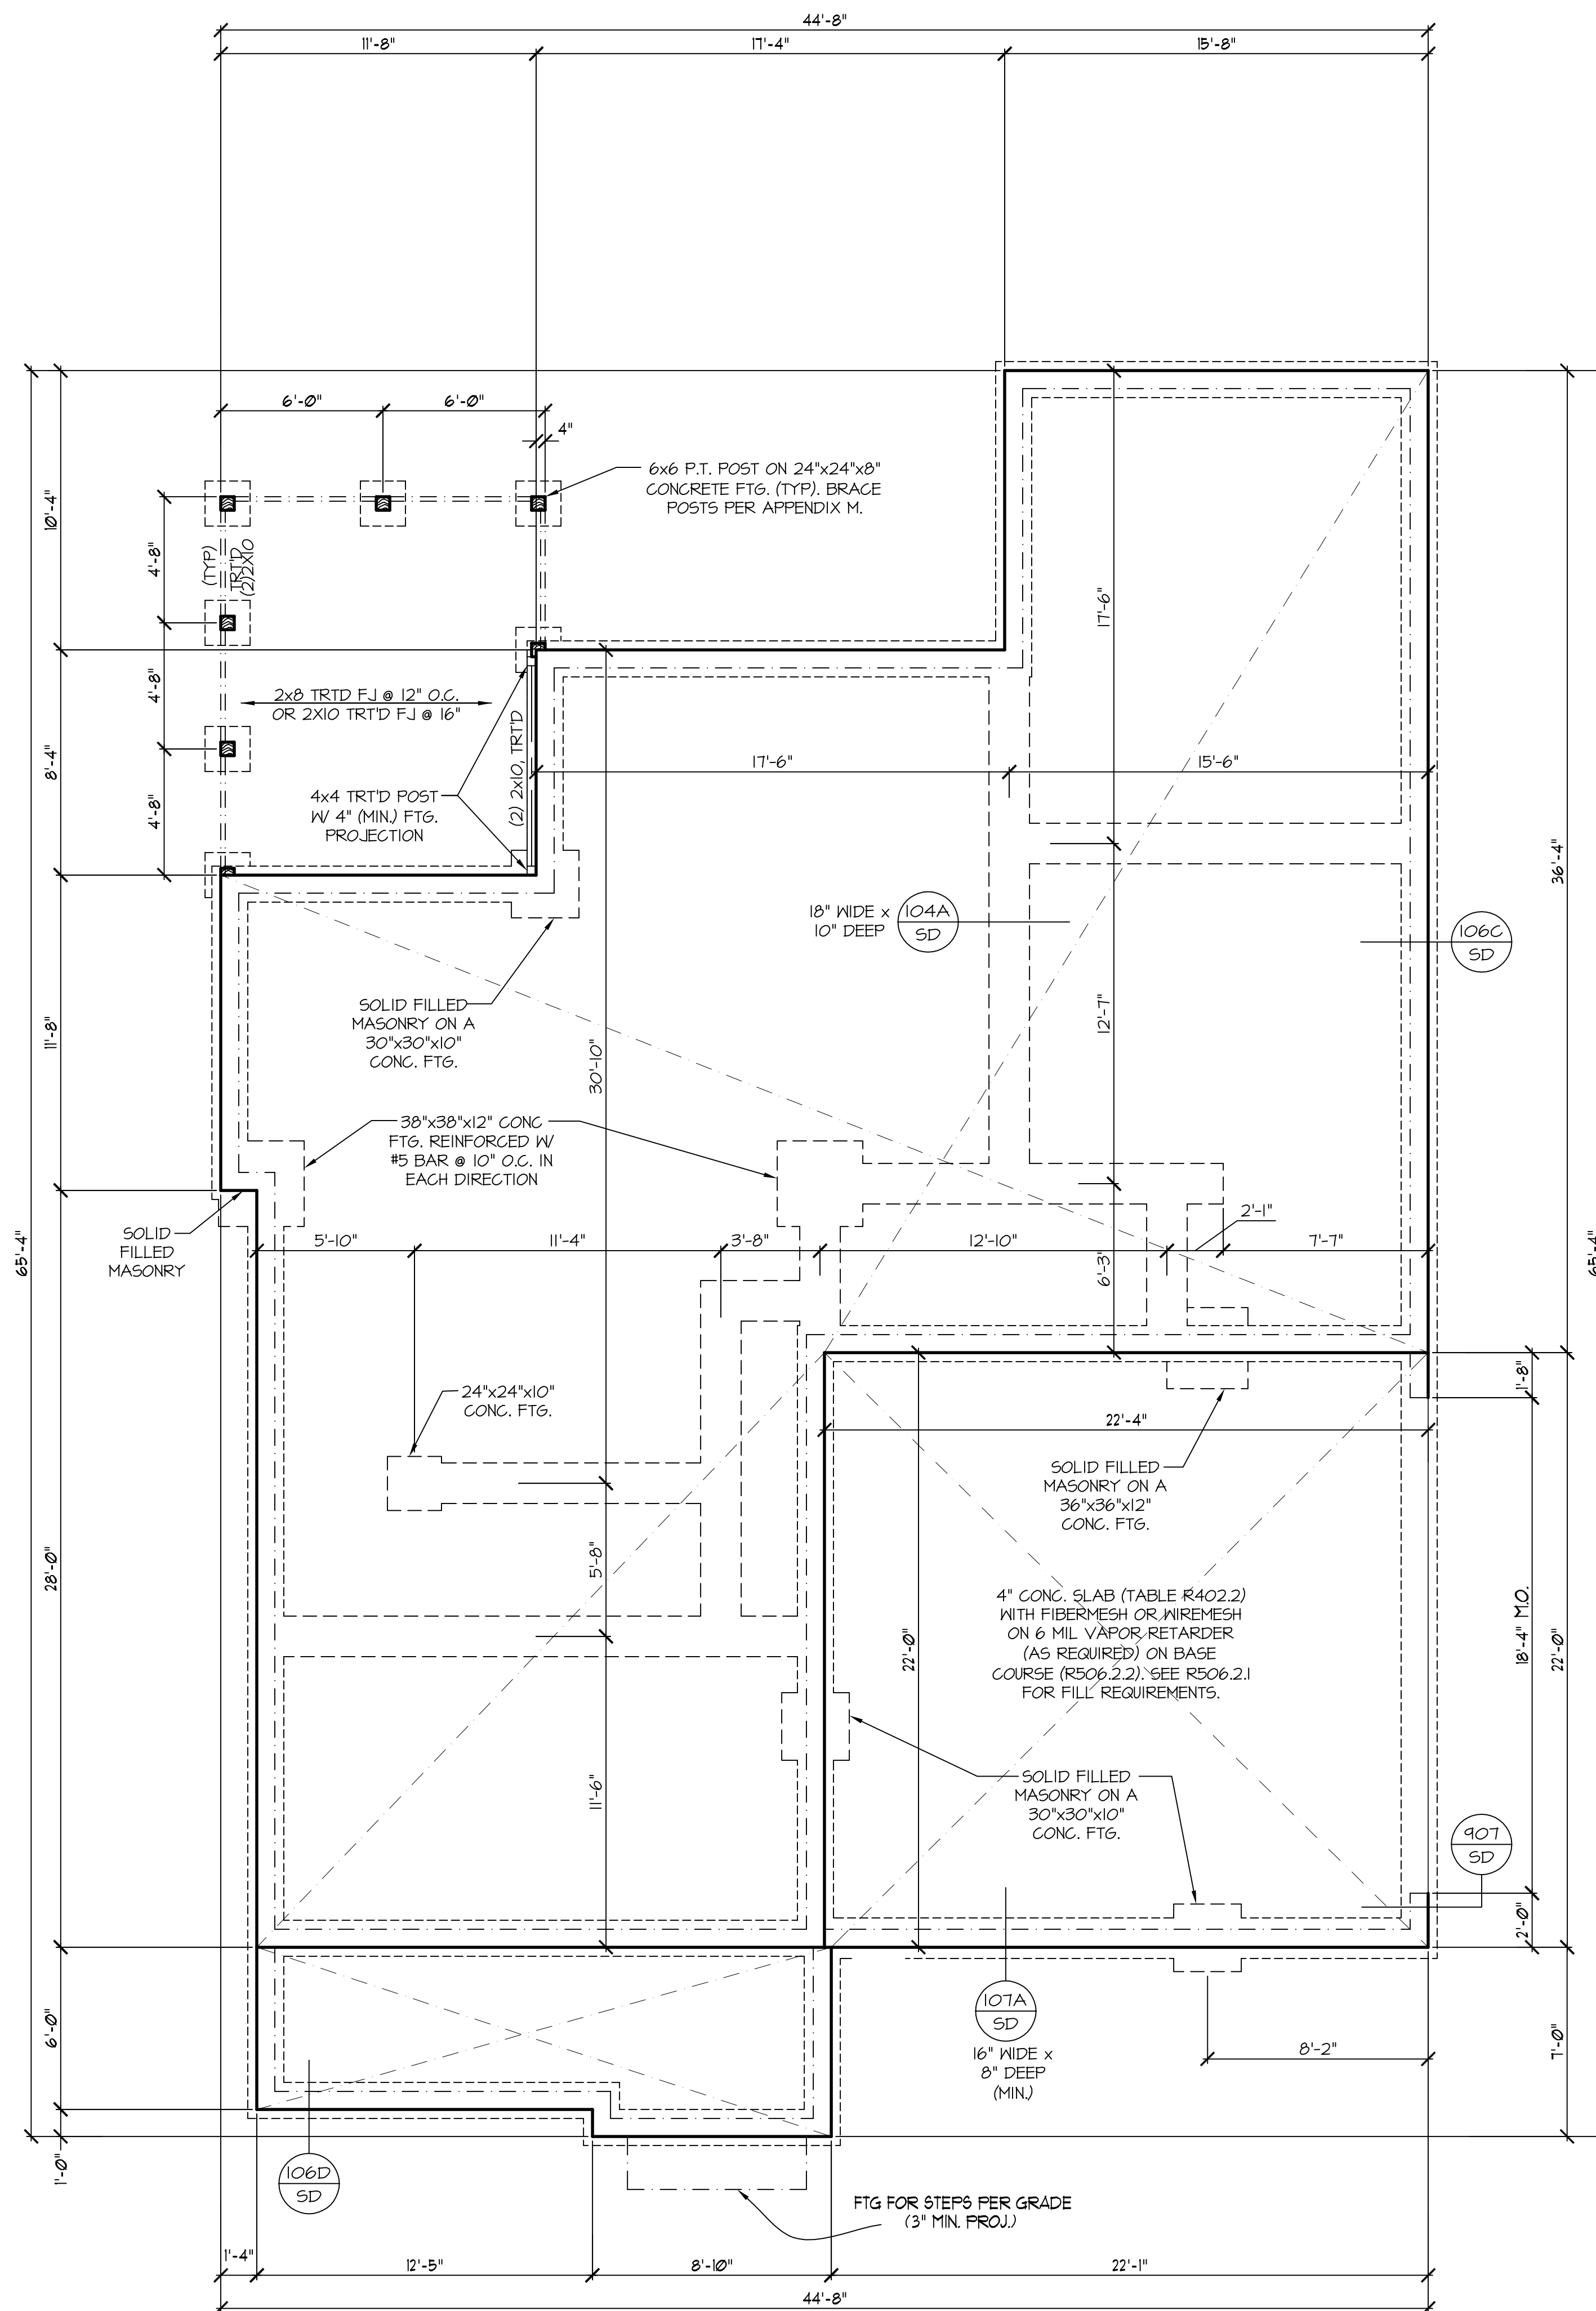 44'-8"
11'-8"
17'-4"
15'-8"
6'-0"
6'-0"
4"
6x6 P.T. POST ON 24"x24"x8"
CONCRETE FTG. (TYP). BRACE
POSTS PER APPENDIX M.
10'-4"
4'-8"
(TYP)
TRT'D
(2)2X10
17'-6"
4'-8"
2x8 TRTD FJ @ 12" O.C.
OR 2X10 TRT'D FJ @ 16"
8'-4"
(2) 2x10, TRT'D
17'-6"
15'-6"
4'-8"
4x4 TRT'D POST
W/ 4" (MIN.) FTG.
PROJECTION
36'-4"
18" WIDE x
10" DEEP
104A
SD
106C
SD
SOLID FILLED
MASONRY ON A
30"x30"x10"
CONC. FTG.
11'-8"
12'-7"
30'-10"
38"x38"x12" CONC
FTG. REINFORCED W/
#5 BAR @ 10" O.C. IN
EACH DIRECTION
SOLID
FILLED
MASONRY
65'-4"
65'-4"
5'-10"
11'-4"
3'-8"
12'-10"
2'-1"
7'-7"
6'-3"
1'-8"
24"x24"x10"
CONC. FTG.
22'-4"
SOLID FILLED
MASONRY ON A
36"x36"x12"
CONC. FTG.
28'-0"
5'-8"
4" CONC. SLAB (TABLE R402.2)
WITH FIBERMESH OR WIREMESH
ON 6 MIL VAPOR RETARDER
(AS REQUIRED) ON BASE
COURSE (R506.2.2). SEE R506.2.1
FOR FILL REQUIREMENTS.
22'-0"
18'-4" M.O.
22'-0"
11'-6"
SOLID FILLED
MASONRY ON A
30"x30"x10"
CONC. FTG.
907
SD
2'-0"
6'-0"
107A
SD
16" WIDE x
8" DEEP
(MIN.)
8'-2"
7'-0"
1'-0"
106D
SD
FTG FOR STEPS PER GRADE
(3" MIN. PROJ.)
1'-4"
12'-5"
8'-10"
22'-1"
44'-8"